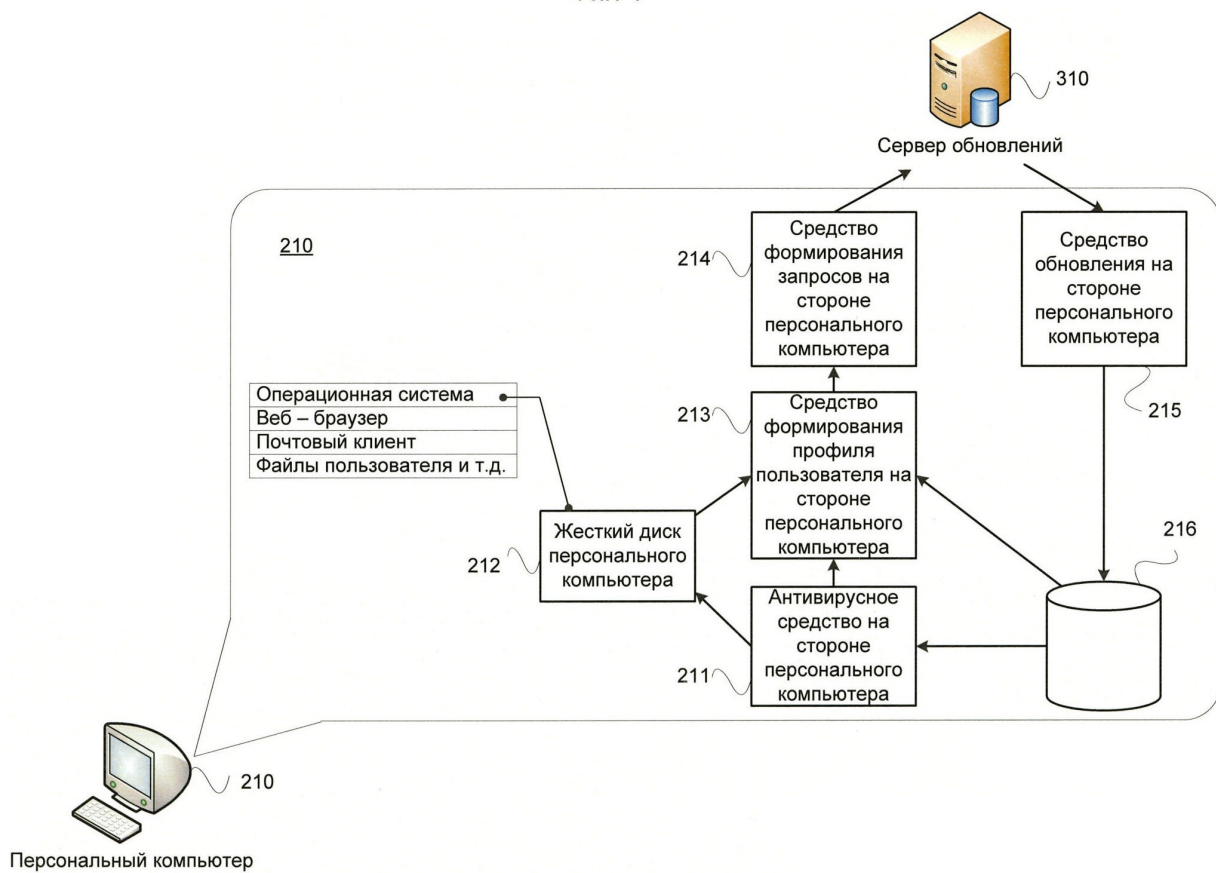 310
Сервер обновлений
210
214
Средство
формирования
запросов на
стороне
персонального
компьютера
Средство
обновления на
стороне
персонального
компьютера
215
Операционная система
Веб – браузер
Почтовый клиент
Файлы пользователя и т.д.
213
Средство
формирования
профиля
пользователя на
стороне
персонального
компьютера
212
Жесткий диск
персонального
компьютера
216
211
Антивирусное
средство на
стороне
персонального
компьютера
210
Персональный компьютер